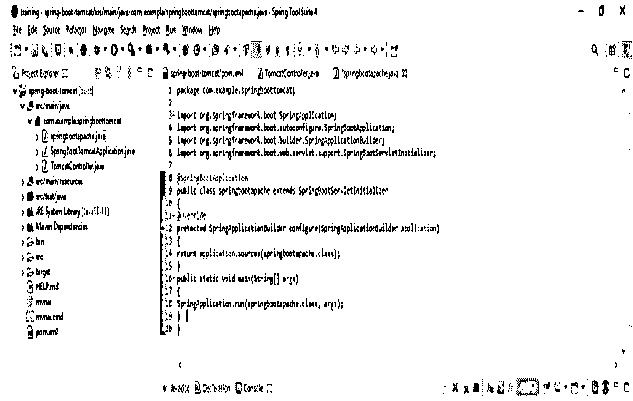 training - spring-boot-tomcat/src/main/java/com/example/springboottomcat/springbootapache.java - Spring Tool Suite 4
File Edit Source Refactor Navigate Search Project Run Window Help
Project Explorer
spring-boot-tomcat/pom.xml TomcatController.java *springbootapache.java
spring-boot-tomcat [boot]
src/main/java
com.example.springboottomcat
springbootapache.java
SpringBootTomcatApplication.java
TomcatController.java
src/main/resources
src/test/java
JRE System Library
Maven Dependencies
bin
src
target
HELP.md
mvnw
mvnw.cmd
pom.xml
1 package com.example.springboottomcat;
2
3 import org.springframework.boot.SpringApplication;
4 import org.springframework.boot.autoconfigure.SpringBootApplication;
5 import org.springframework.boot.builder.SpringApplicationBuilder;
6 import org.springframework.boot.web.servlet.support.SpringBootServletInitializer;
7
8 @SpringBootApplication
9 public class springbootapache extends SpringBootServletInitializer
10 {
11 @Override
12 protected SpringApplicationBuilder configure(SpringApplicationBuilder application)
13 {
14 return application.sources(springbootapache.class);
15 }
16 public static void main(String[] args)
17 {
18 SpringApplication.run(springbootapache.class, args);
19 }
20 }
Javadoc Declaration Console